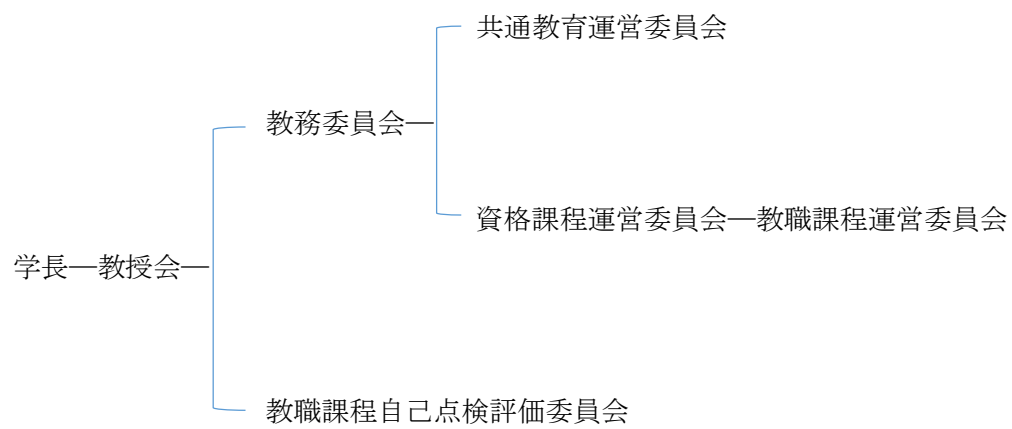 共通教育運営委員会
教務委員会―
資格課程運営委員会―教職課程運営委員会
学長―教授会―
教職課程自己点検評価委員会